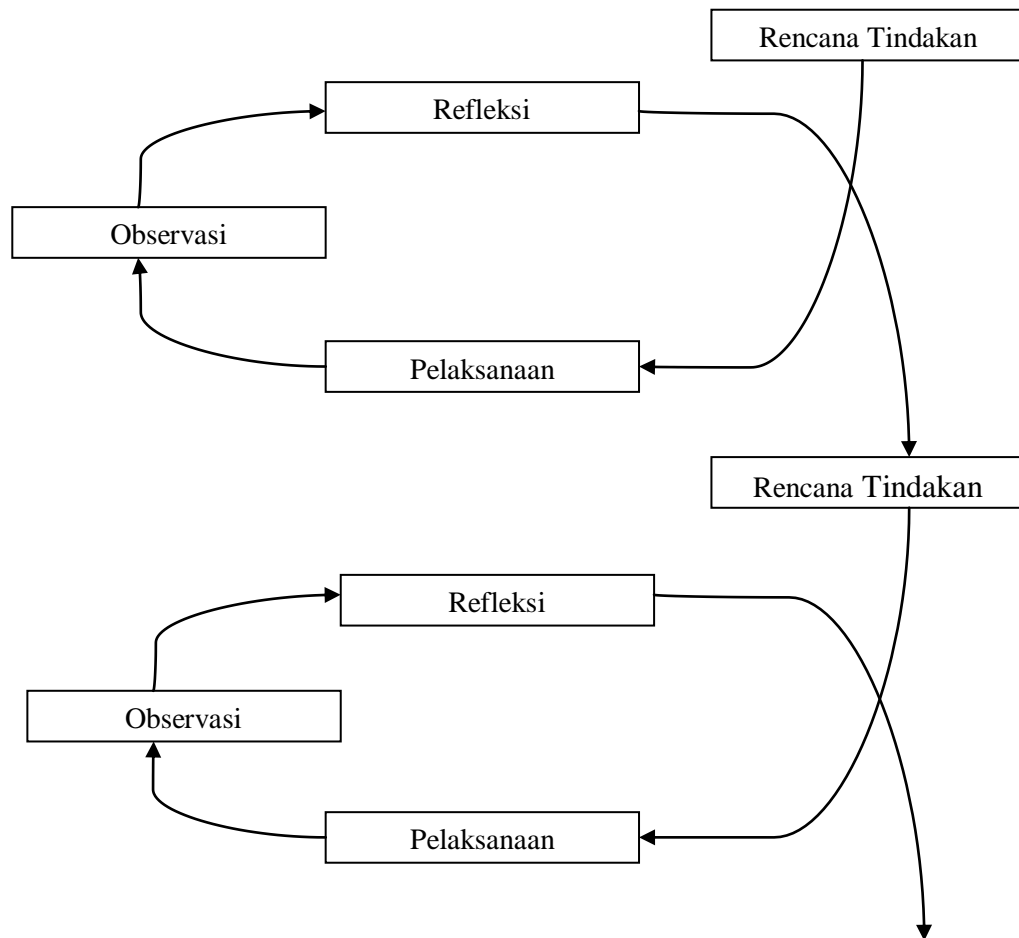 Rencana Tindakan
Refleksi
Observasi
Pelaksanaan
Rencana Tindakan
Refleksi
Observasi
Pelaksanaan